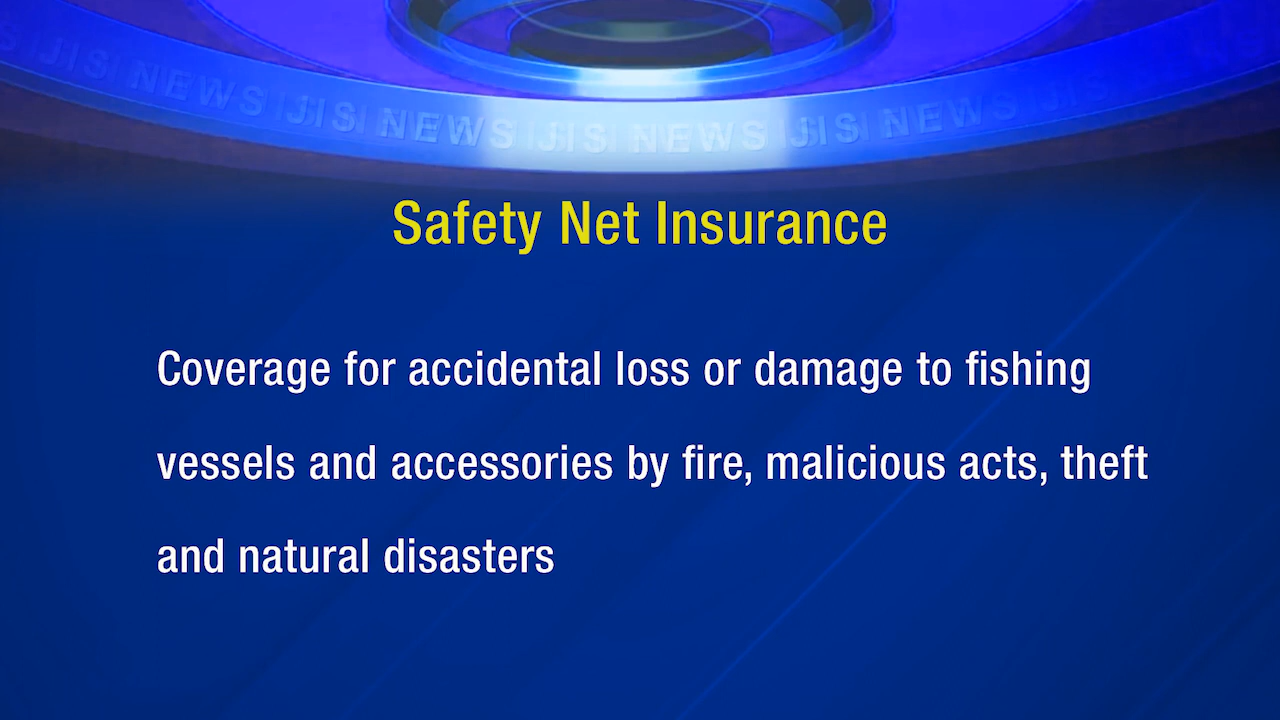 JIS NEWS JIS NEWS JIS NEWS JIS NEWS JIS
Safety Net Insurance
Coverage for accidental loss or damage to fishing
vessels and accessories by fire, malicious acts, theft
and natural disasters